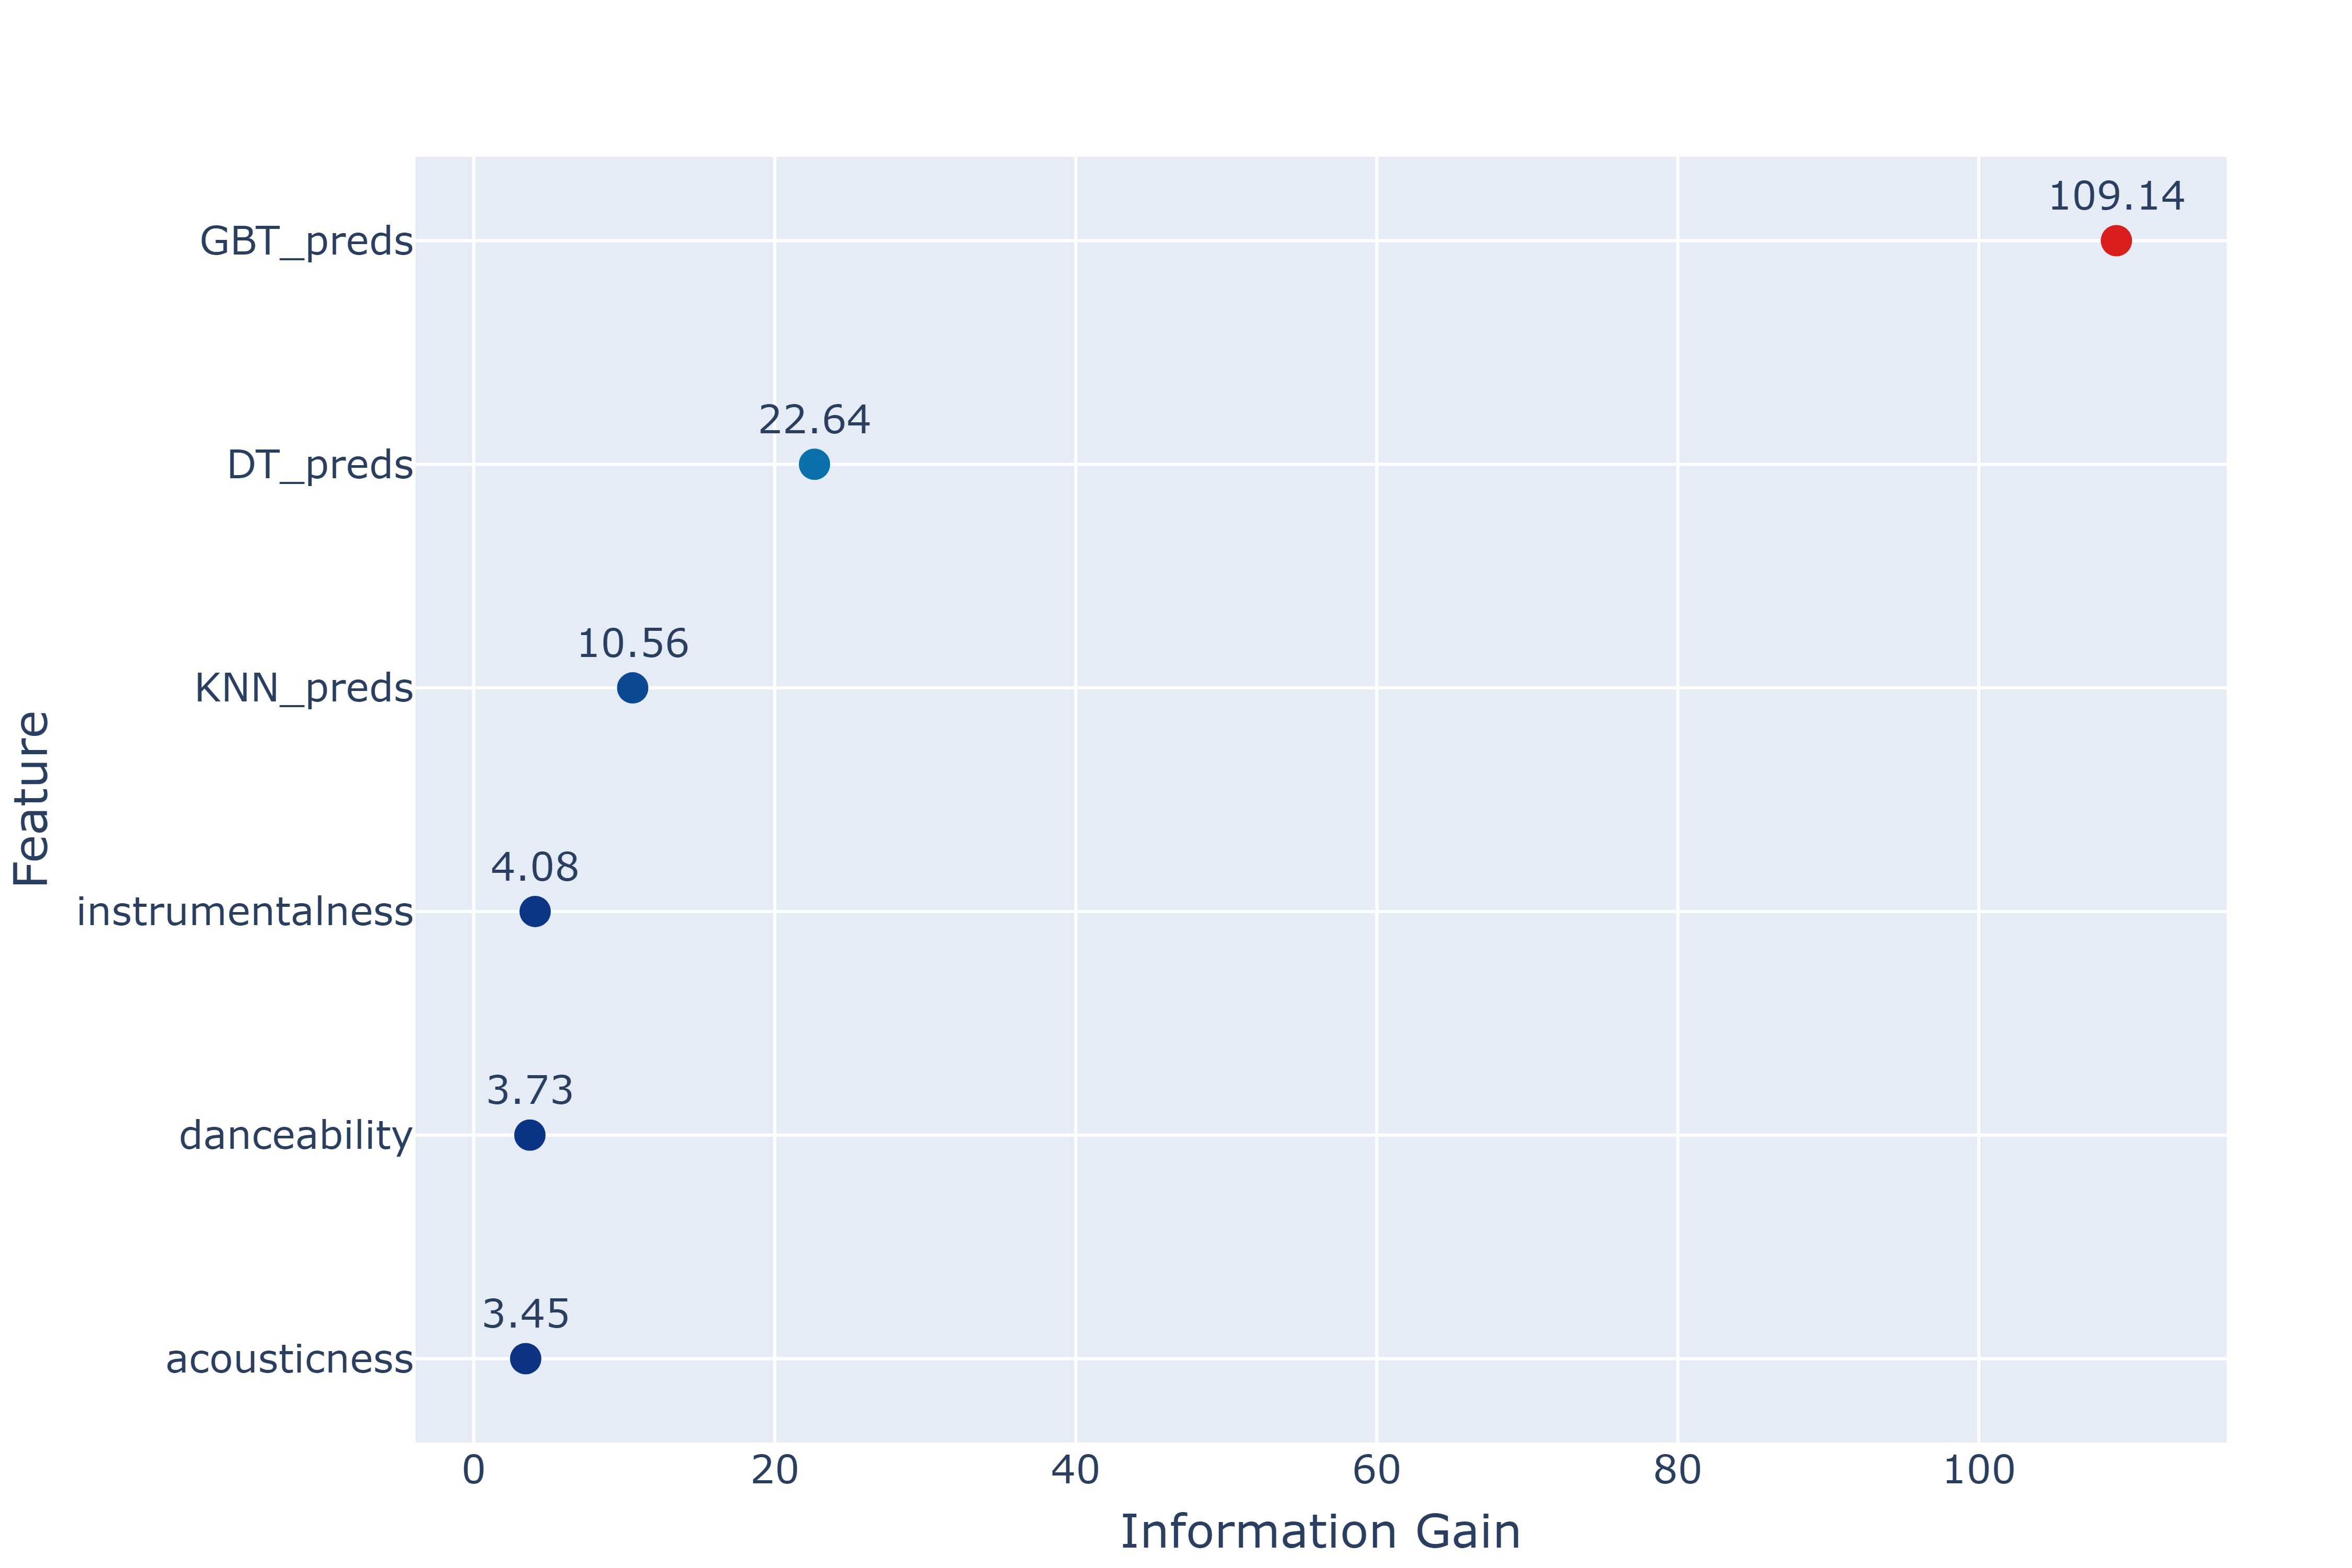 109.14
GBT_preds
22.64
DT_preds
10.56
KNN_preds
Feature
4.08
instrumentalness
3.73
danceability
3.45
acousticness
0 20 40 60 80 100
Information Gain